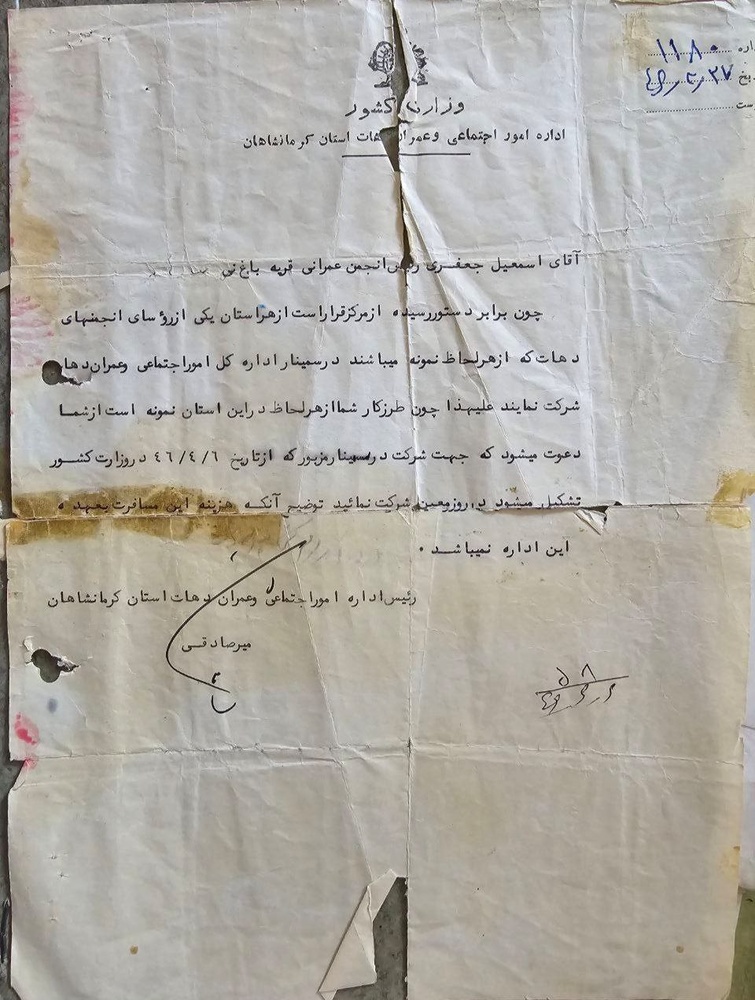 اره ۱۱۸۰
یخ ۴۶٫۳٫۲۷
ست
وزارت کشور
اداره امور اجتماعی و عمران دهات استان کرمانشاهان
آقای اسمعیل جعفری رئیس انجمن عمرانی قریه باغ نی
چون برابر دستور رسیده از مرکز قرار است از هر استان یکی از رؤسای انجمنهای
دهات که از هر لحاظ نمونه میباشند در سمینار اداره کل امور اجتماعی و عمران دهات
شرکت نمایند علیهذا چون طرز کار شما از هر لحاظ در این استان نمونه است از شما
دعوت میشود که جهت شرکت در سمینار مزبور که از تاریخ ۴۶/۴/۶ در وزارت کشور
تشکیل میشود در روز معین شرکت نمائید توضیح آنکه هزینه این مسافرت بعهده
این اداره نمیباشد.
رئیس اداره امور اجتماعی و عمران دهات استان کرمانشاهان
میرصادقی